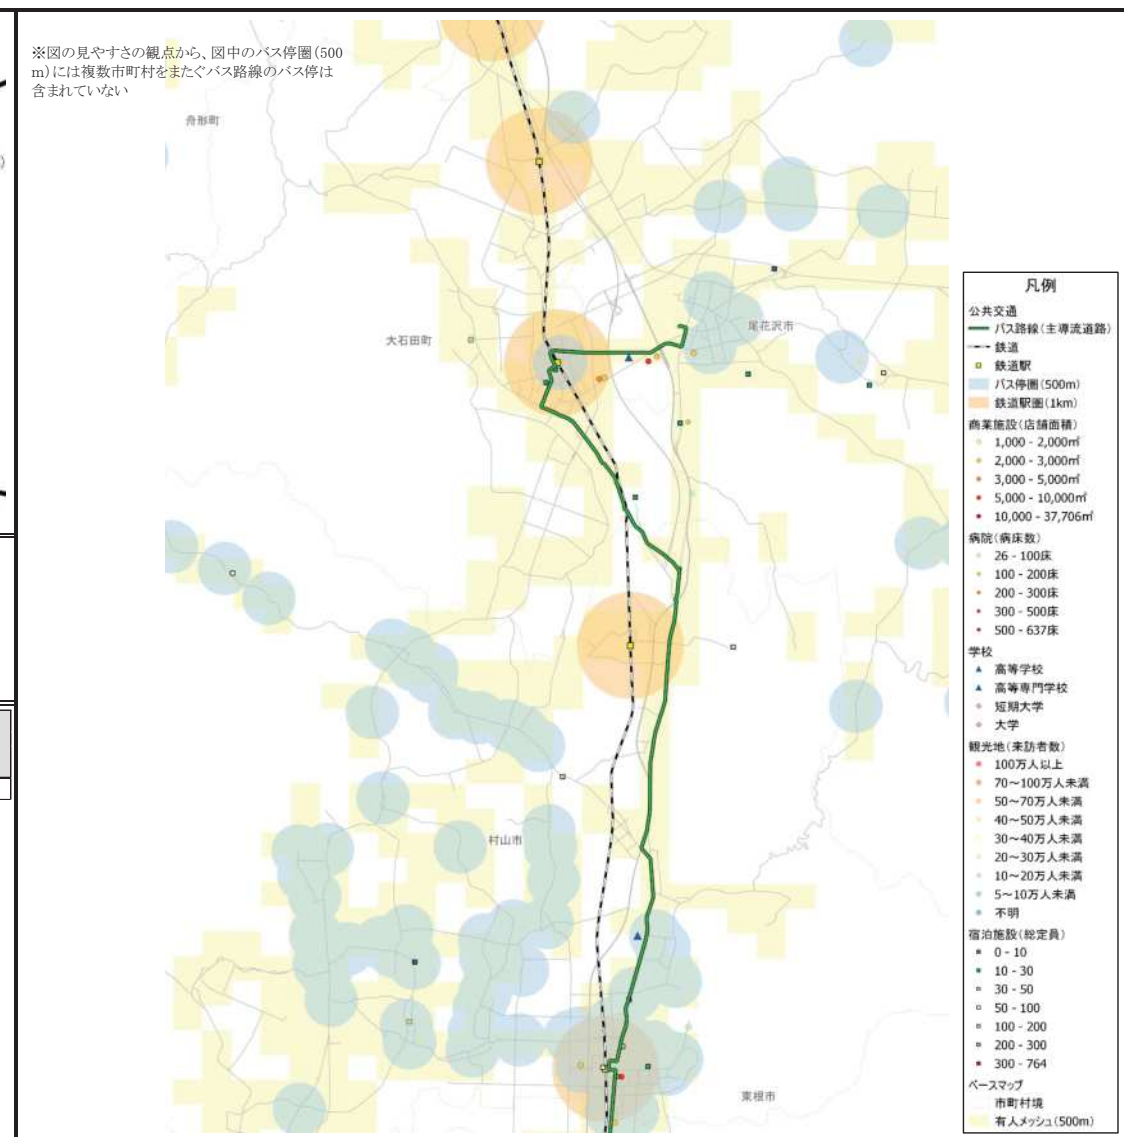 ※図の見やすさの観点から、図中のバス停圏(500
m)には複数市町村をまたぐバス路線のバス停は
含まれていない
舟形町
大石田町
尾花沢市
村山市
東根市
凡例
公共交通
バス路線(主導流道路)
鉄道
鉄道駅
バス停圏(500m)
鉄道駅圏(1km)
商業施設(店舗面積)
1,000 - 2,000㎡
2,000 - 3,000㎡
3,000 - 5,000㎡
5,000 - 10,000㎡
10,000 - 37,706㎡
病院(病床数)
26 - 100床
100 - 200床
200 - 300床
300 - 500床
500 - 637床
学校
高等学校
高等専門学校
短期大学
大学
観光地(来訪者数)
100万人以上
70～100万人未満
50～70万人未満
40～50万人未満
30～40万人未満
20～30万人未満
10～20万人未満
5～10万人未満
不明
宿泊施設(総定員)
0 - 10
10 - 30
30 - 50
50 - 100
100 - 200
200 - 300
300 - 764
ベースマップ
市町村境
有人メッシュ(500m)